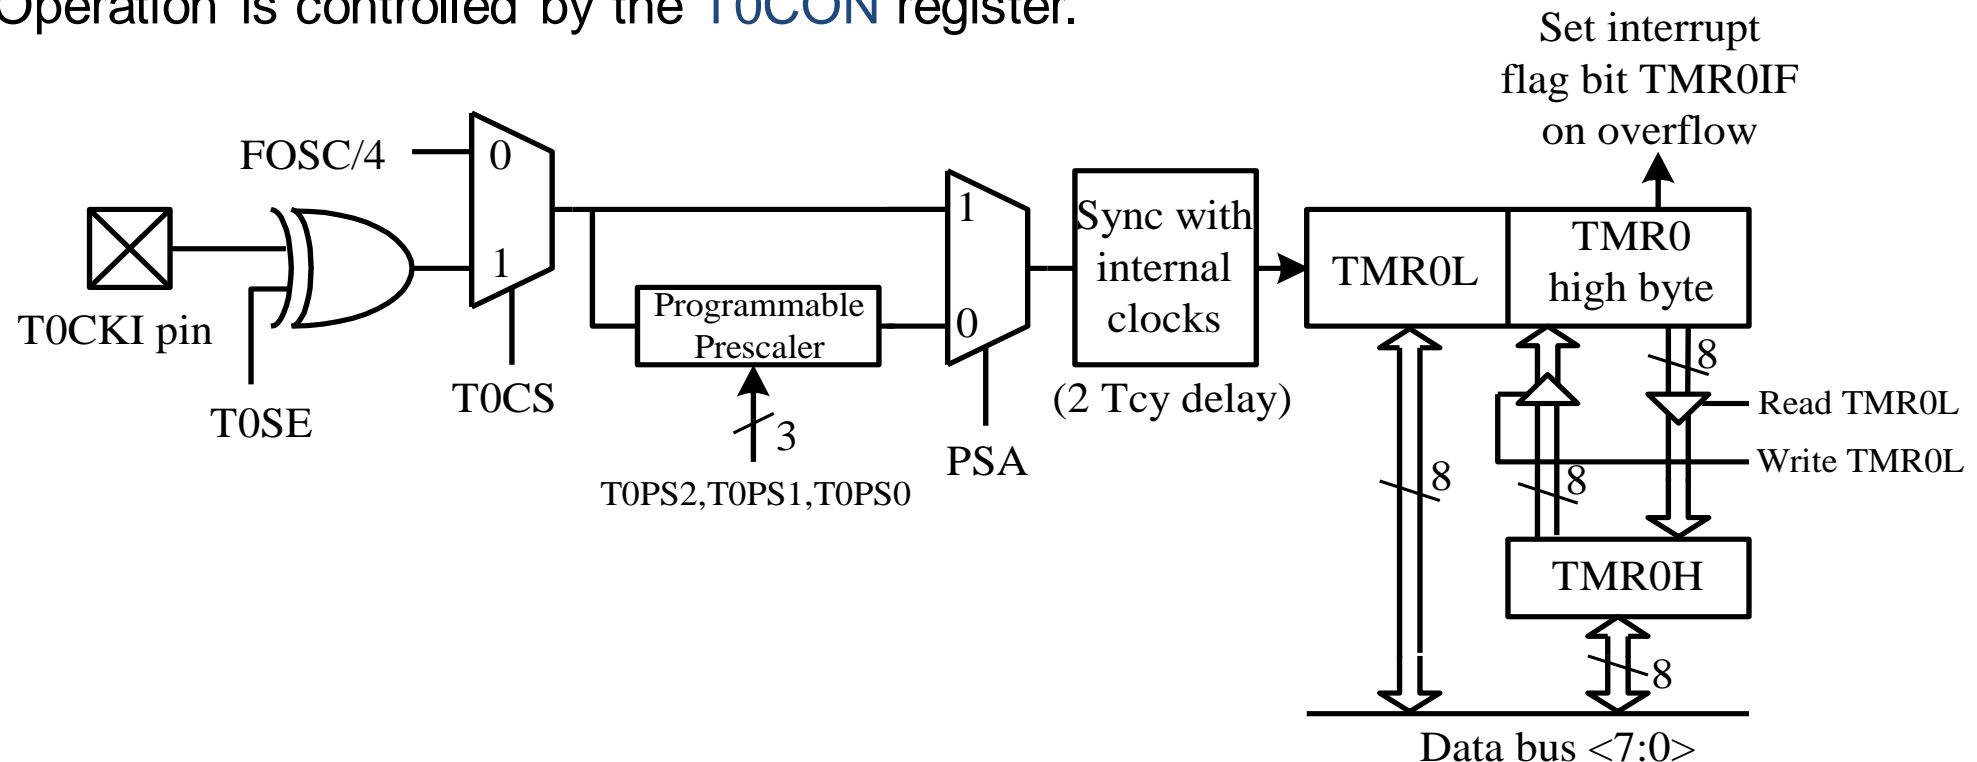 Operation is controlled by the T0CON register.
Set interrupt
flag bit TMR0IF
on overflow
FOSC/4
0
1
T0CKI pin
T0SE
T0CS
Programmable
Prescaler
3
T0PS2,T0PS1,T0PS0
1
0
PSA
Sync with
internal
clocks
(2 Tcy delay)
TMR0L
TMR0
high byte
8
Read TMR0L
Write TMR0L
8
8
TMR0H
8
Data bus <7:0>